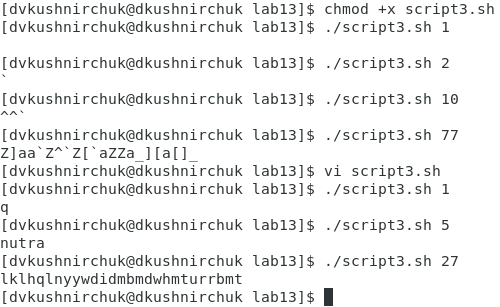 [dvkushnirchuk@dkushnirchuk lab13]$ chmod +x script3.sh
[dvkushnirchuk@dkushnirchuk lab13]$ ./script3.sh 1
[dvkushnirchuk@dkushnirchuk lab13]$ ./script3.sh 2
`
[dvkushnirchuk@dkushnirchuk lab13]$ ./script3.sh 10
^^`
[dvkushnirchuk@dkushnirchuk lab13]$ ./script3.sh 77
Z]aa`Z^`Z[`aZZa_][a[]_
[dvkushnirchuk@dkushnirchuk lab13]$ vi script3.sh
[dvkushnirchuk@dkushnirchuk lab13]$ ./script3.sh 1
q
[dvkushnirchuk@dkushnirchuk lab13]$ ./script3.sh 5
nutra
[dvkushnirchuk@dkushnirchuk lab13]$ ./script3.sh 27
lklhqlnyywdidmbmdwhmturrbmt
[dvkushnirchuk@dkushnirchuk lab13]$